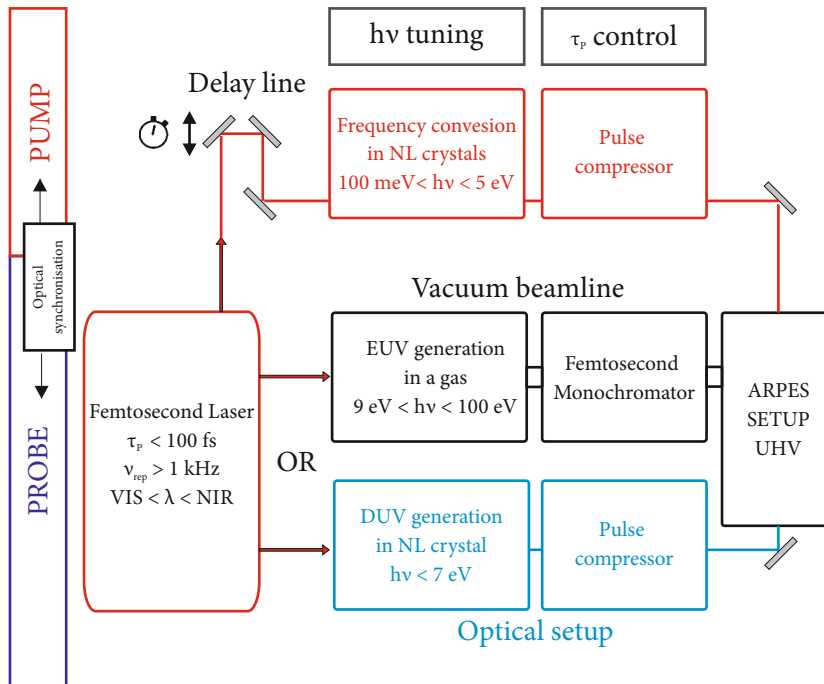 hν tuning
τP control
Delay line
PUMP
Frequency convesion
in NL crystals
100 meV< hν < 5 eV
Pulse
compressor
Optical
synchronisation
Vacuum beamline
EUV generation
in a gas
9 eV < hν < 100 eV
Femtosecond
Monochromator
ARPES
SETUP
UHV
Femtosecond Laser
τP < 100 fs
νrep > 1 kHz
VIS < λ < NIR
OR
PROBE
DUV generation
in NL crystal
hν < 7 eV
Pulse
compressor
Optical setup